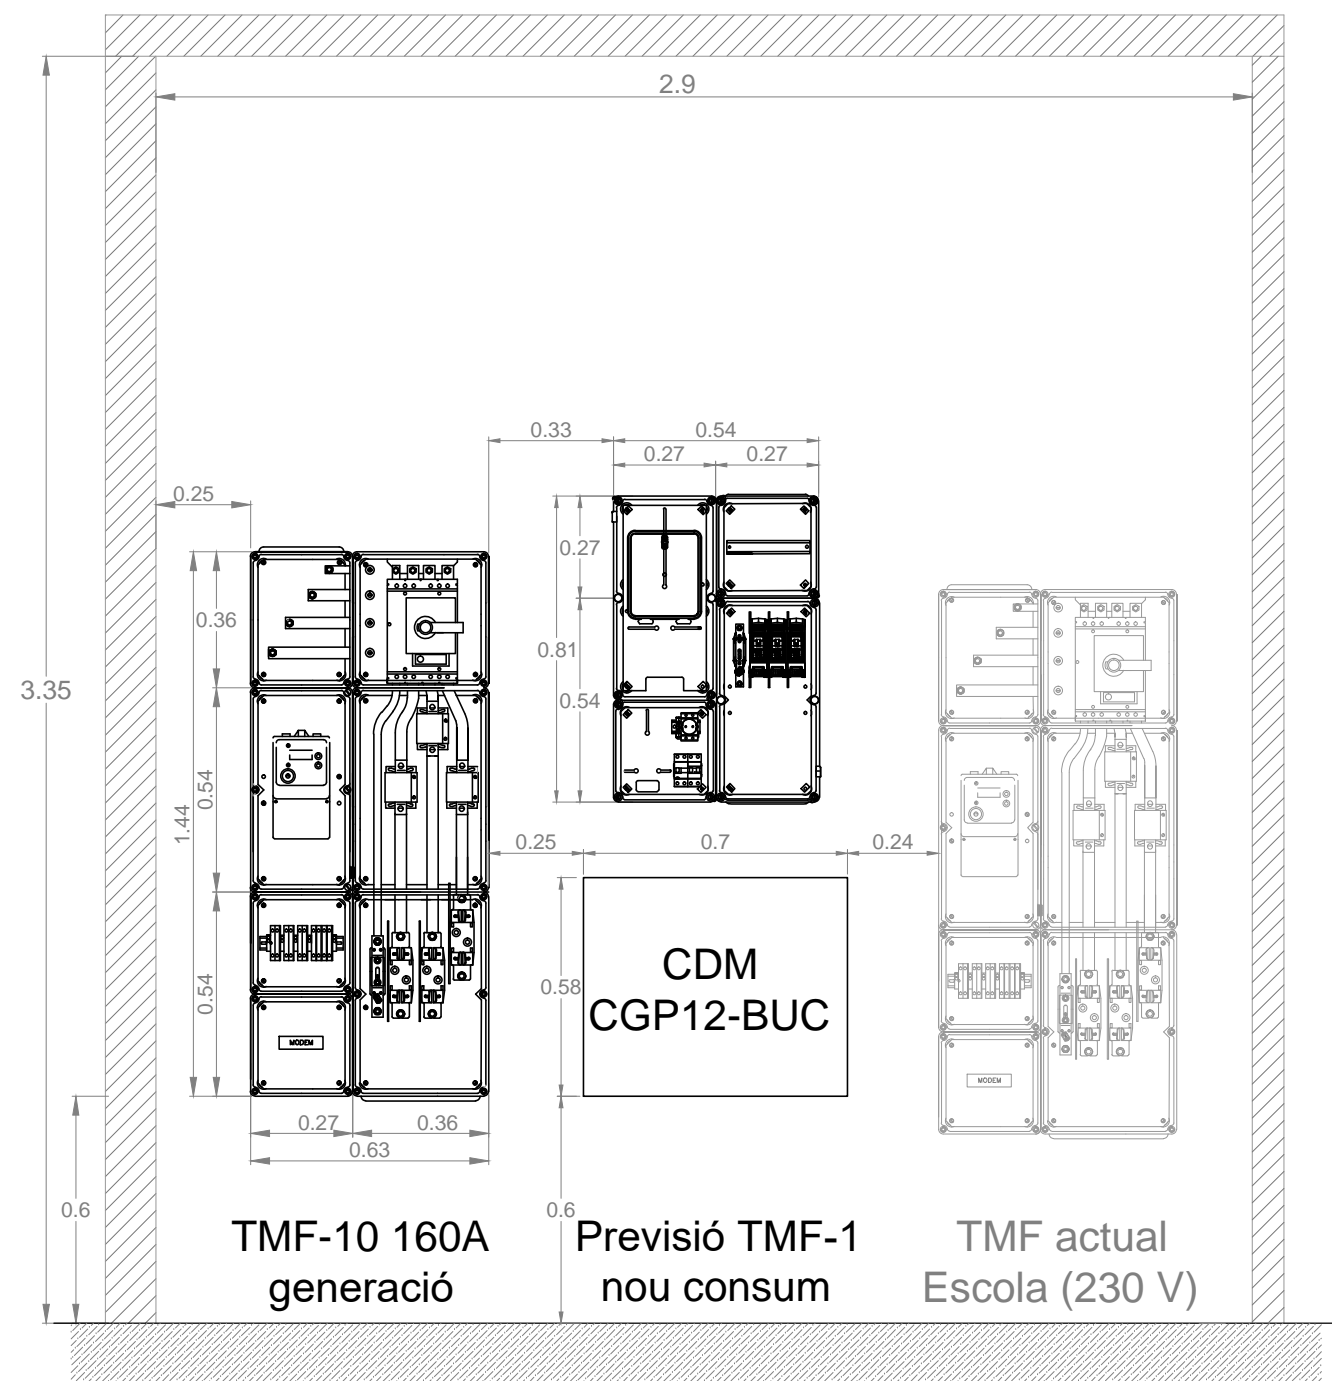 2.9
3.35
0.33
0.54
0.27
0.27
0.25
0.27
0.36
0.81
0.54
0.54
1.44
0.25
0.7
0.24
0.54
0.58
CDM
CGP12-BUC
MODEM
MODEM
0.27
0.36
0.63
0.6
0.6
TMF-10 160A
generació
Previsió TMF-1
nou consum
TMF actual
Escola (230 V)